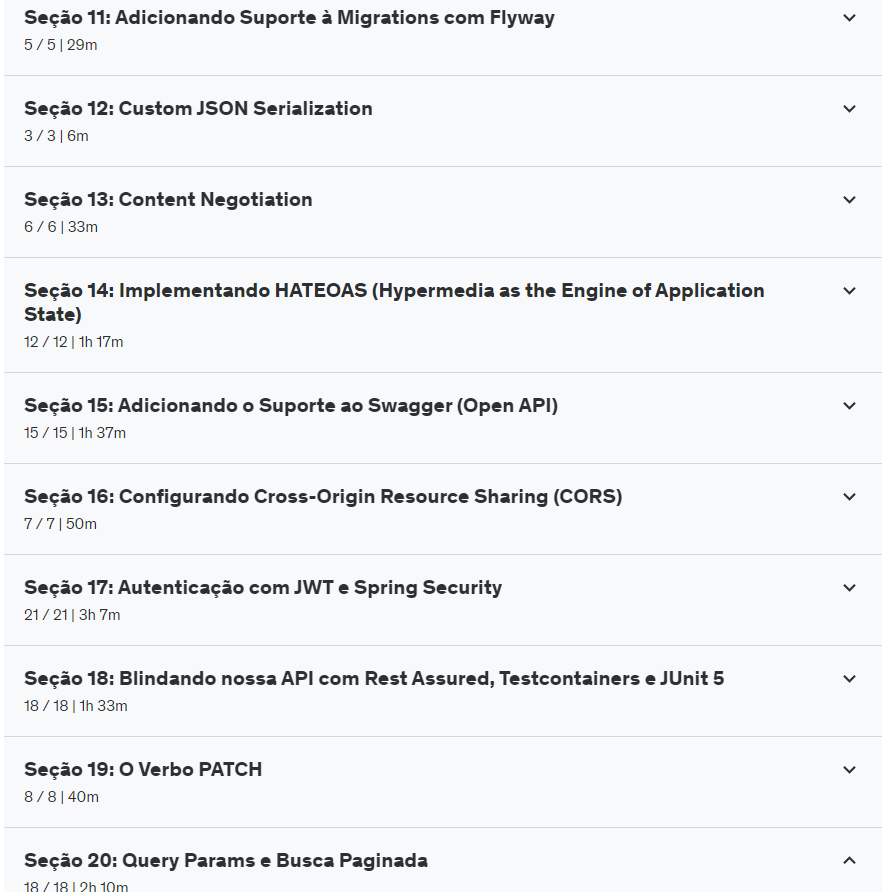 Seção 11: Adicionando Suporte à Migrations com Flyway
5 / 5 | 29m
Seção 12: Custom JSON Serialization
3 / 3 | 6m
Seção 13: Content Negotiation
6 / 6 | 33m
Seção 14: Implementando HATEOAS (Hypermedia as the Engine of Application
State)
12 / 12 | 1h 17m
Seção 15: Adicionando o Suporte ao Swagger (Open API)
15 / 15 | 1h 37m
Seção 16: Configurando Cross-Origin Resource Sharing (CORS)
7 / 7 | 50m
Seção 17: Autenticação com JWT e Spring Security
21 / 21 | 3h 7m
Seção 18: Blindando nossa API com Rest Assured, Testcontainers e JUnit 5
18 / 18 | 1h 33m
Seção 19: O Verbo PATCH
8 / 8 | 40m
Seção 20: Query Params e Busca Paginada
18 / 18 | 2h 10m